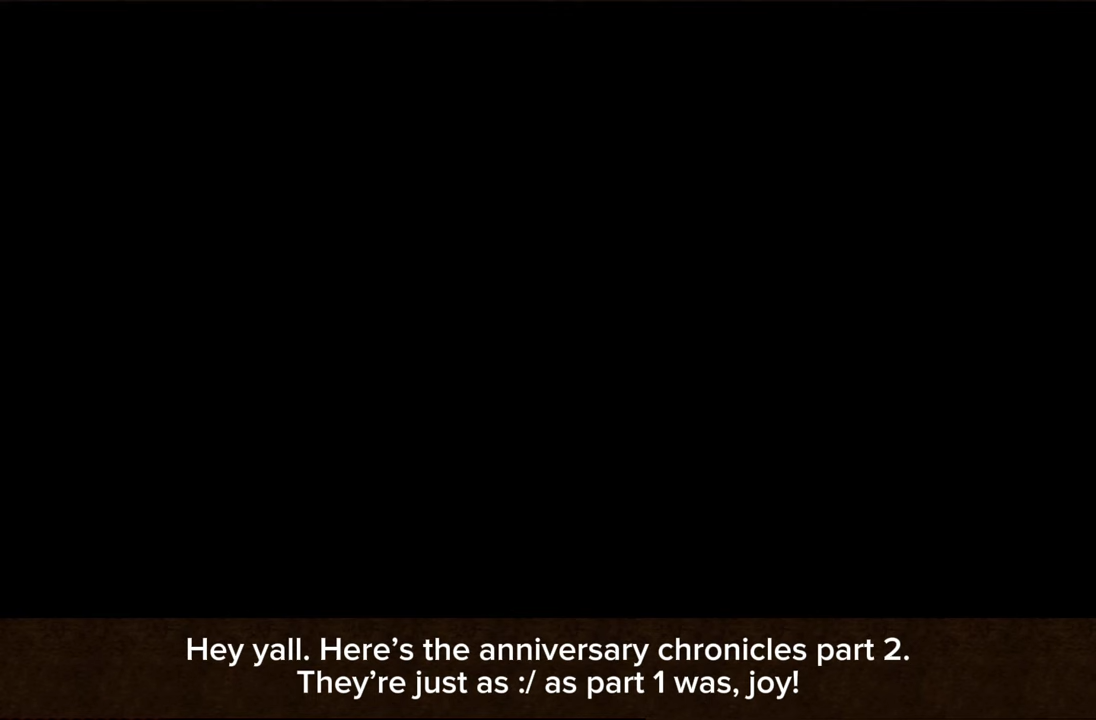 Hey yall. Here’s the anniversary chronicles part 2.
They’re just as :/ as part 1 was, joy!